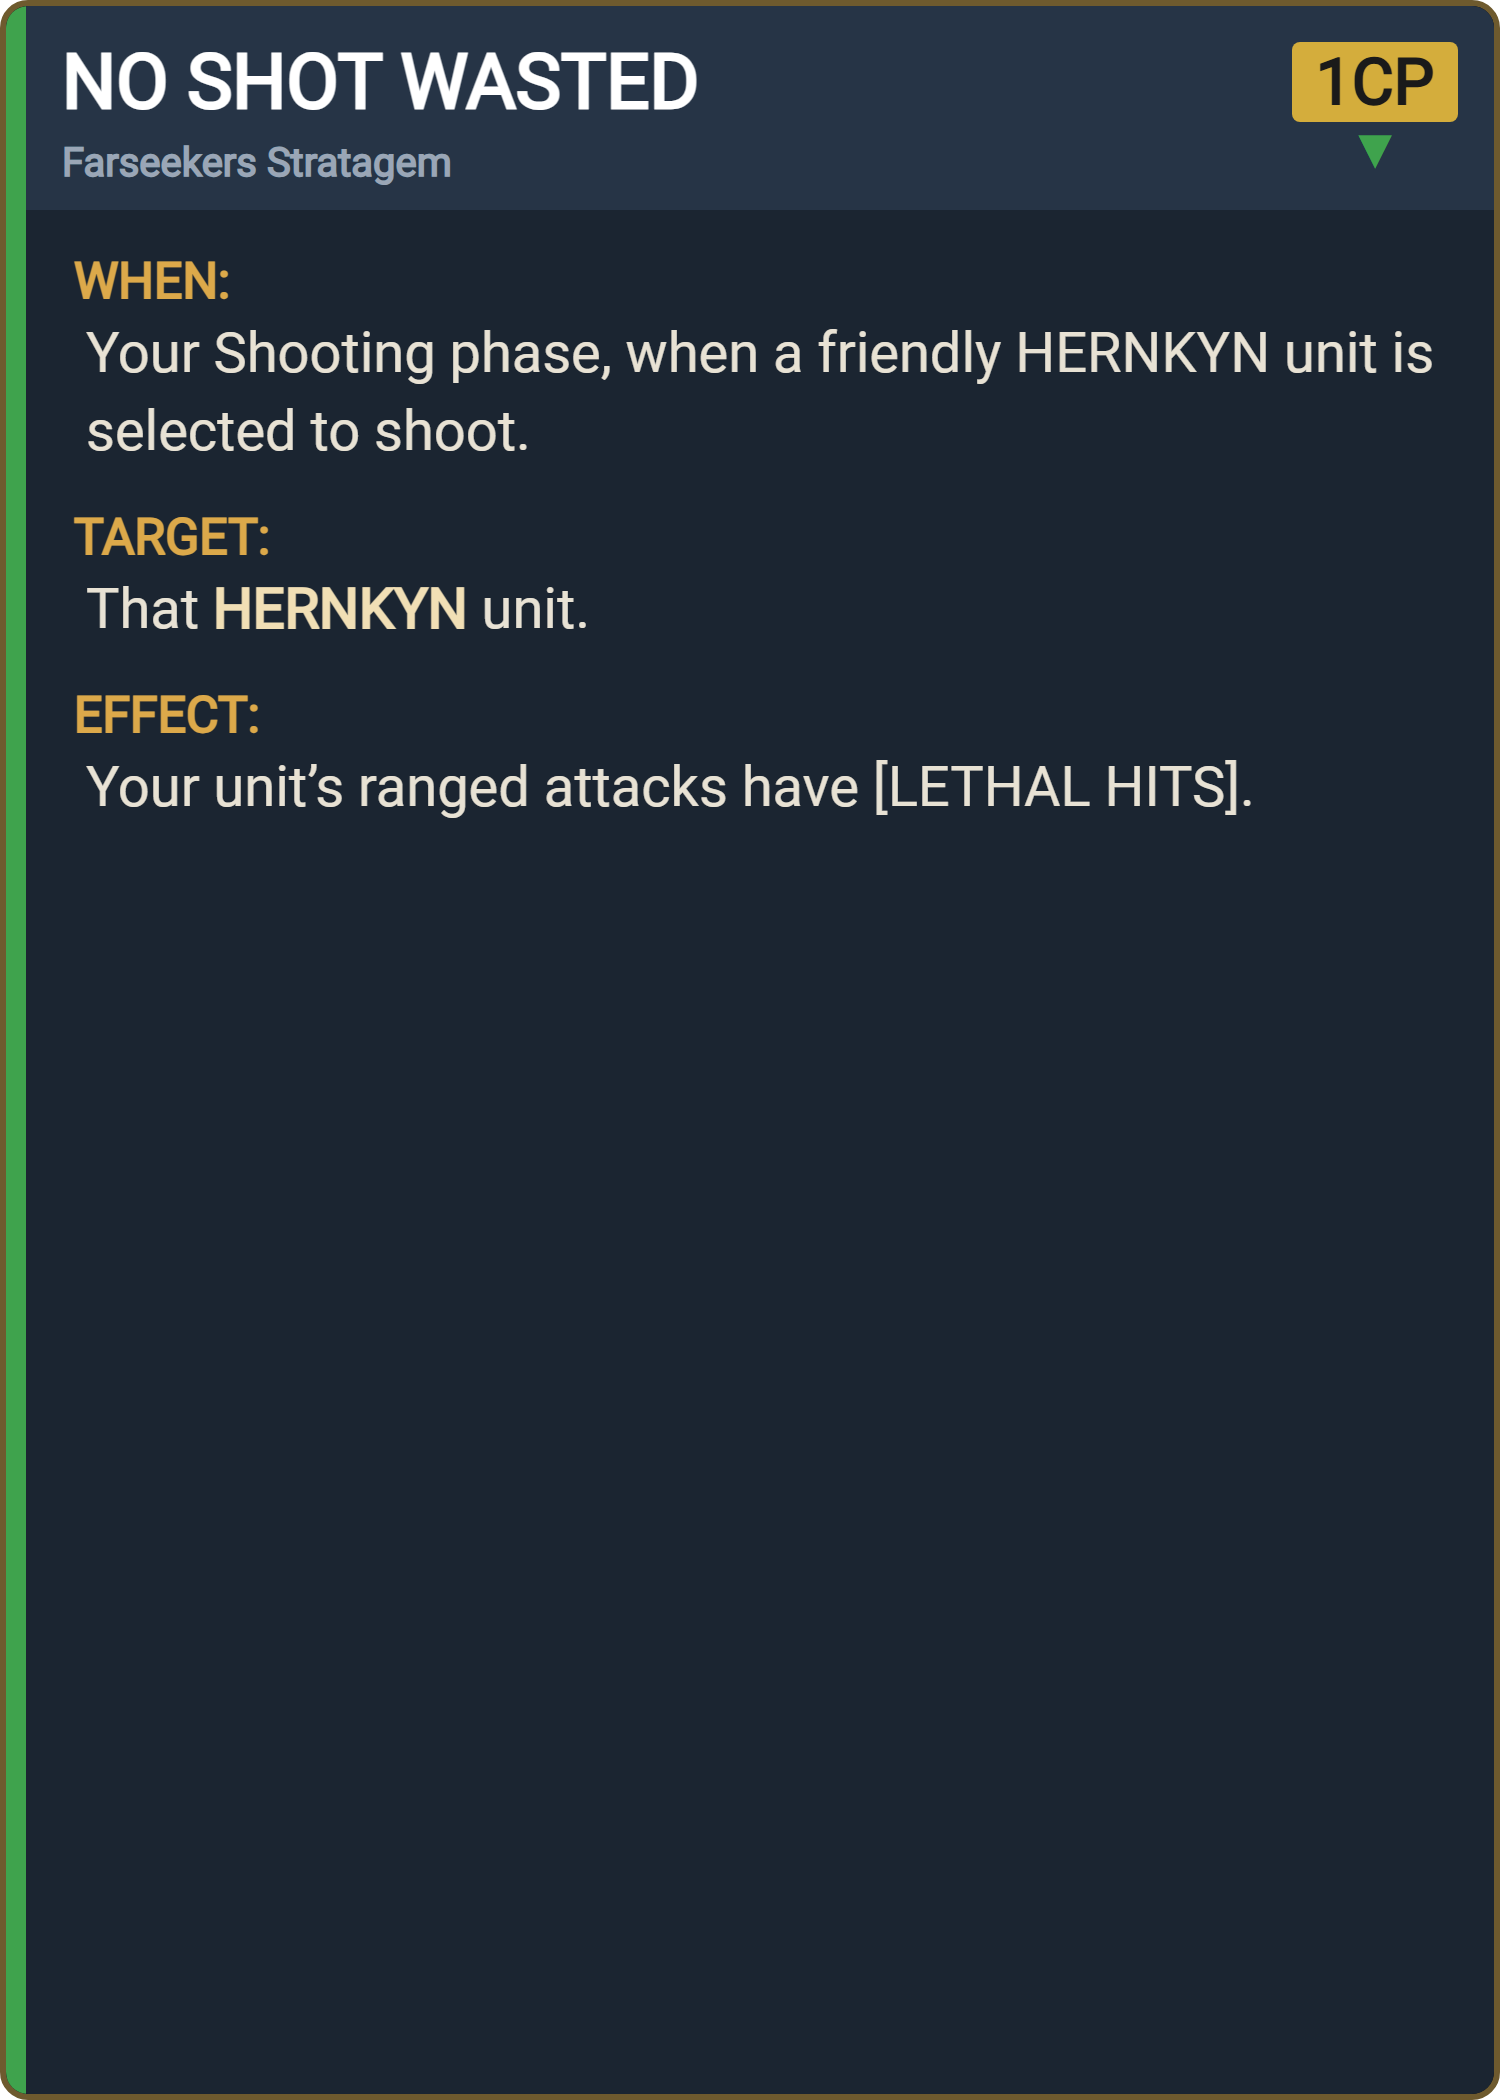 NO SHOT WASTED
1CP
Farseekers Stratagem
WHEN:
Your Shooting phase, when a friendly HERNKYN unit is
selected to shoot.
TARGET:
That HERNKYN unit.
EFFECT:
Your unit’s ranged attacks have [LETHAL HITS].